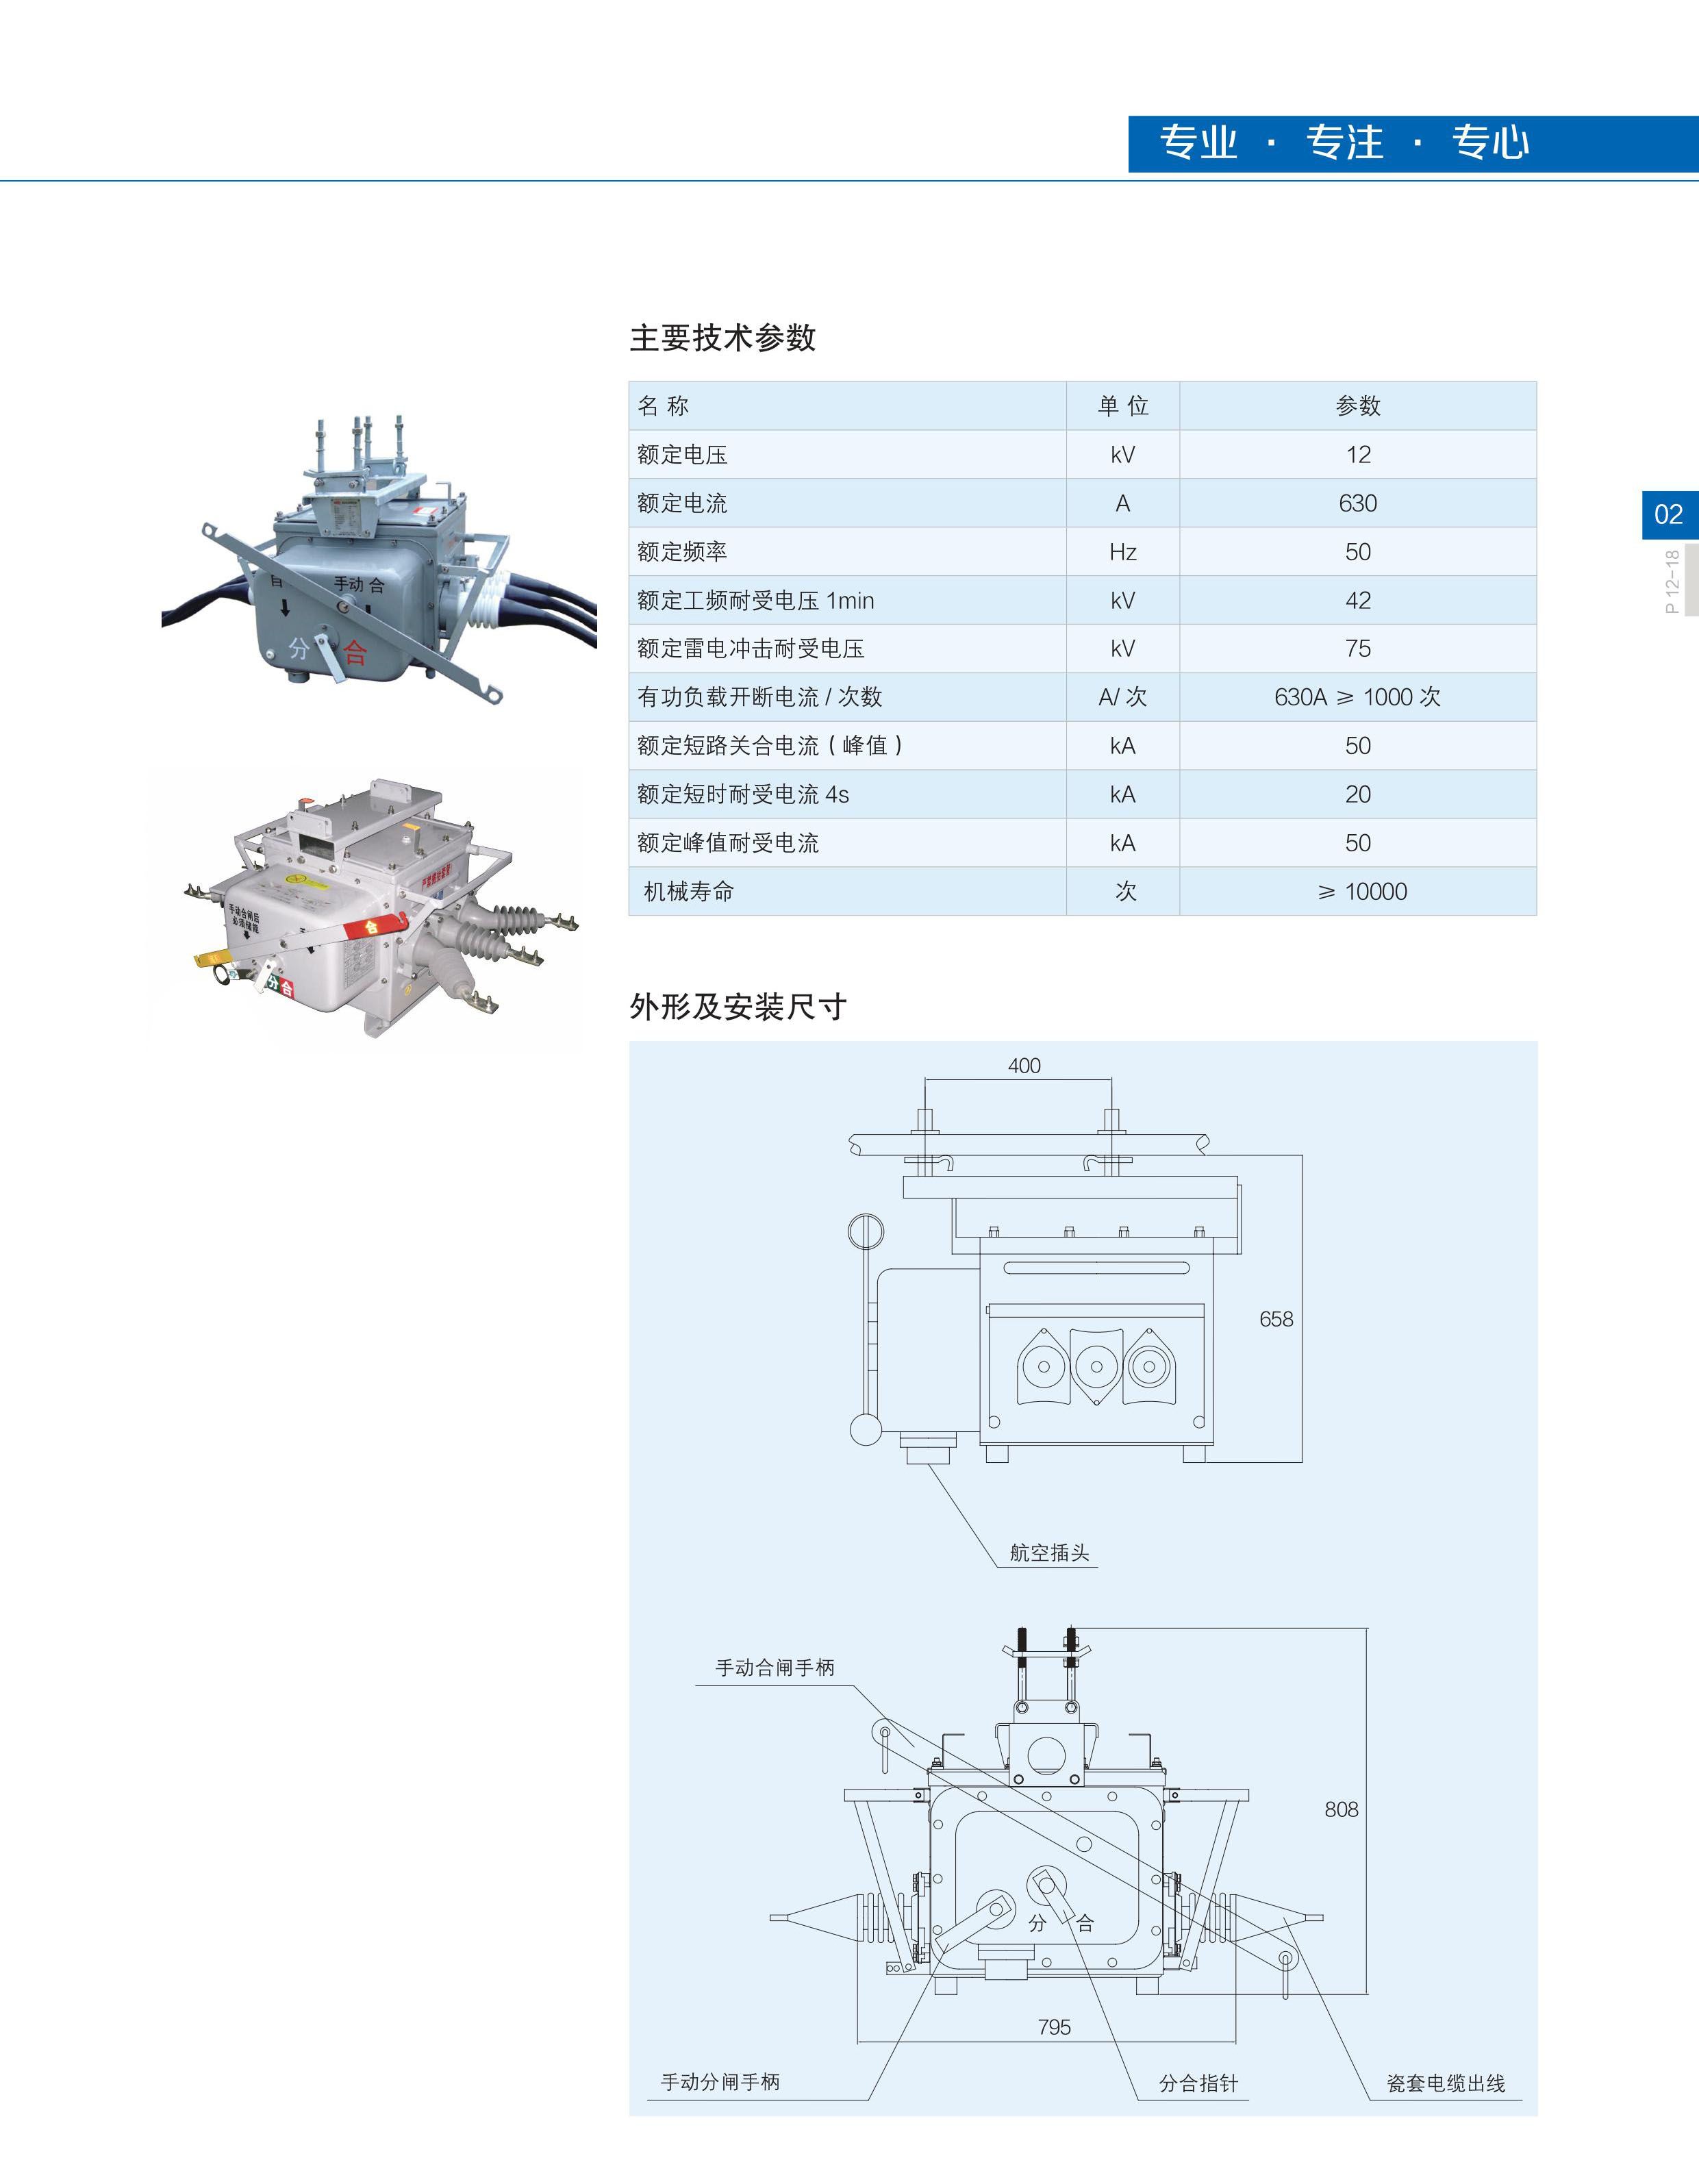 专业 · 专注 · 专心
主要技术参数
名 称 单 位 参数
额定电压 kV 12
额定电流 A 630
额定频率 Hz 50
额定工频耐受电压 1min kV 42
额定雷电冲击耐受电压 kV 75
有功负载开断电流 / 次数 A/ 次 630A ≥ 1000 次
额定短路关合电流 ( 峰值 ) kA 50
额定短时耐受电流 4s kA 20
额定峰值耐受电流 kA 50
机械寿命 次 ≥ 10000
02
P 12-18
手动 合
分 合
手动合闸后
必须储能
合
分 合
外形及安装尺寸
400
658
航空插头
手动合闸手柄
808
分 合
795
手动分闸手柄
分合指针
瓷套电缆出线